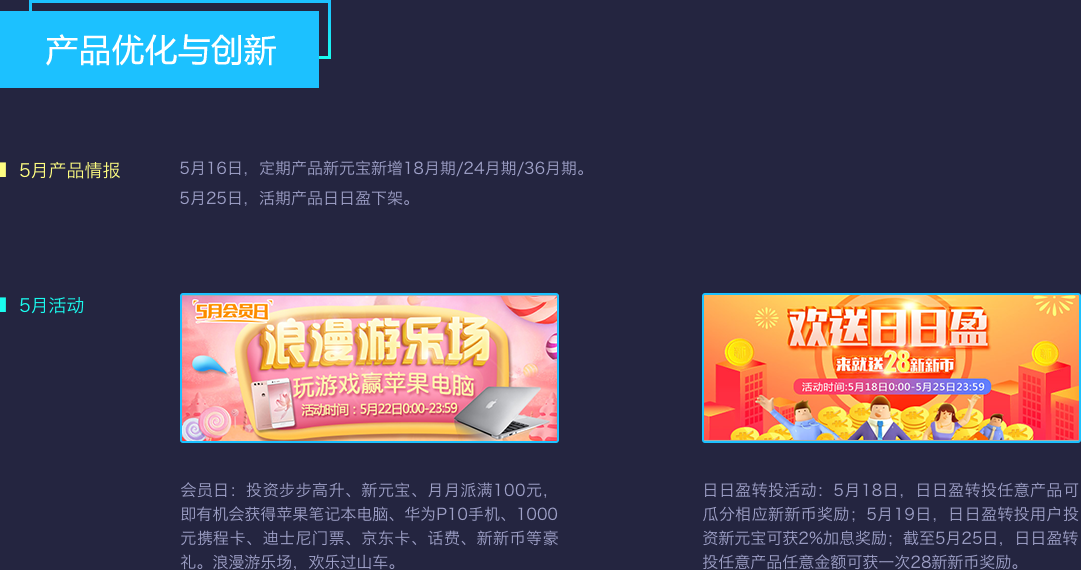 产品优化与创新
5月产品情报
5月16日，定期产品新元宝新增18月期/24月期/36月期。
5月25日，活期产品日日盈下架。
5月活动
5月会员日
浪漫游乐场
玩游戏赢苹果电脑
活动时间：5月22日0:00-23:59
欢送日日盈
来就送28新新币
活动时间:5月18日0:00-5月25日23:59
会员日：投资步步高升、新元宝、月月派满100元，
即有机会获得苹果笔记本电脑、华为P10手机、1000
元携程卡、迪士尼门票、京东卡、话费、新新币等豪
礼。浪漫游乐场，欢乐过山车。
日日盈转投活动：5月18日，日日盈转投任意产品可
瓜分相应新新币奖励；5月19日，日日盈转投用户投
资新元宝可获2%加息奖励；截至5月25日，日日盈转
投任意产品任意金额可获一次28新新币奖励。